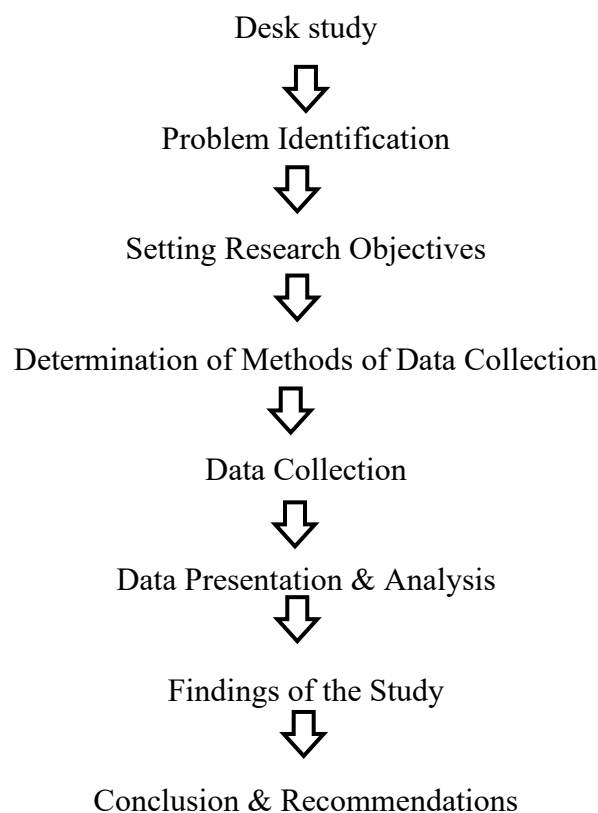 Desk study
Problem Identification
Setting Research Objectives
Determination of Methods of Data Collection
Data Collection
Data Presentation & Analysis
Findings of the Study
Conclusion & Recommendations